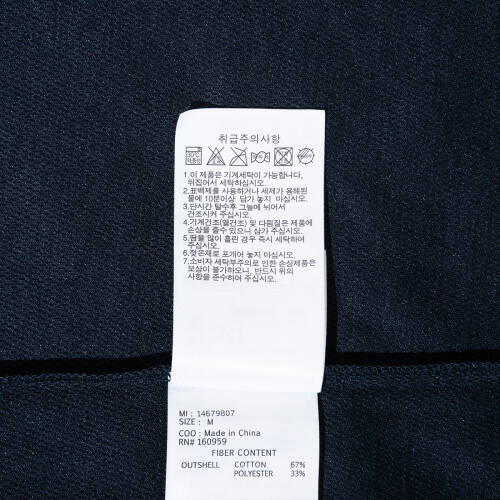 취급주의사항
30℃
약중성
1.이 제품은 기계세탁이 가능합니다,
뒤집어서 세탁하십시오.
2.표백제를 사용하거나 세제가 용해된
물에 10분이상 담가 놓지 마십시오.
3.단시간 탈수후 그늘에 뉘어서
건조시켜 주십시오.
4.기계건조(열건조) 및 다림질은 제품에
손상을 줄수 있으니 삼가 주십시오.
5.땀을 많이 흘린 경우 즉시 세탁하여
주십시오.
6.젖은채로 포개어 놓지 마십시오.
7.소비자 세탁부주의로 인한 손상제품은
보상이 불가하오니, 반드시 위의
사항을 준수하여 주십시오.
MI : 14679807
SIZE : M
COO : Made in China
RN# 160959
FIBER CONTENT
OUTSHELL COTTON 67%
POLYESTER 33%